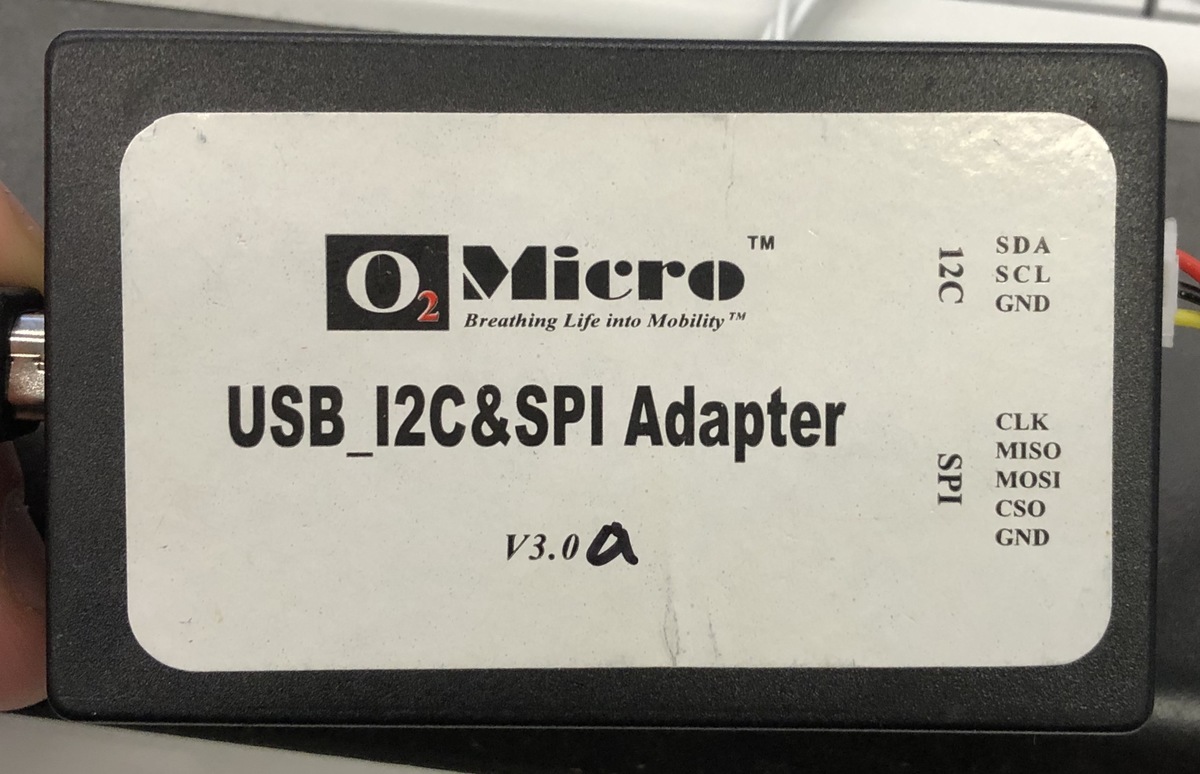 O2Micro™
Breathing Life into Mobility™
USB_I2C&SPI Adapter
V3.0a
I2C
SDA
SCL
GND
SPI
CLK
MISO
MOSI
CSO
GND